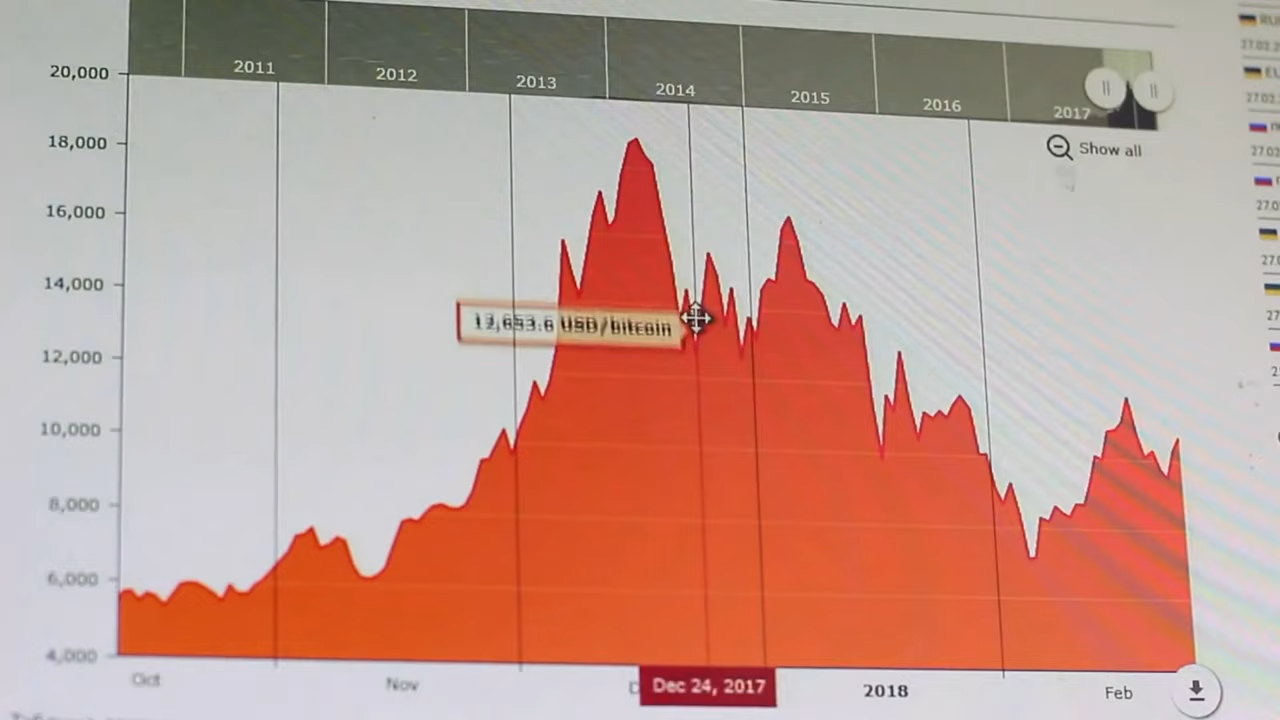 2011
2012
2013
2014
2015
2016
2017
Show all
20,000
18,000
16,000
14,000
12,000
10,000
8,000
6,000
4,000
USD/bitcoin
Oct
Nov
Dec 24, 2017
2018
Feb